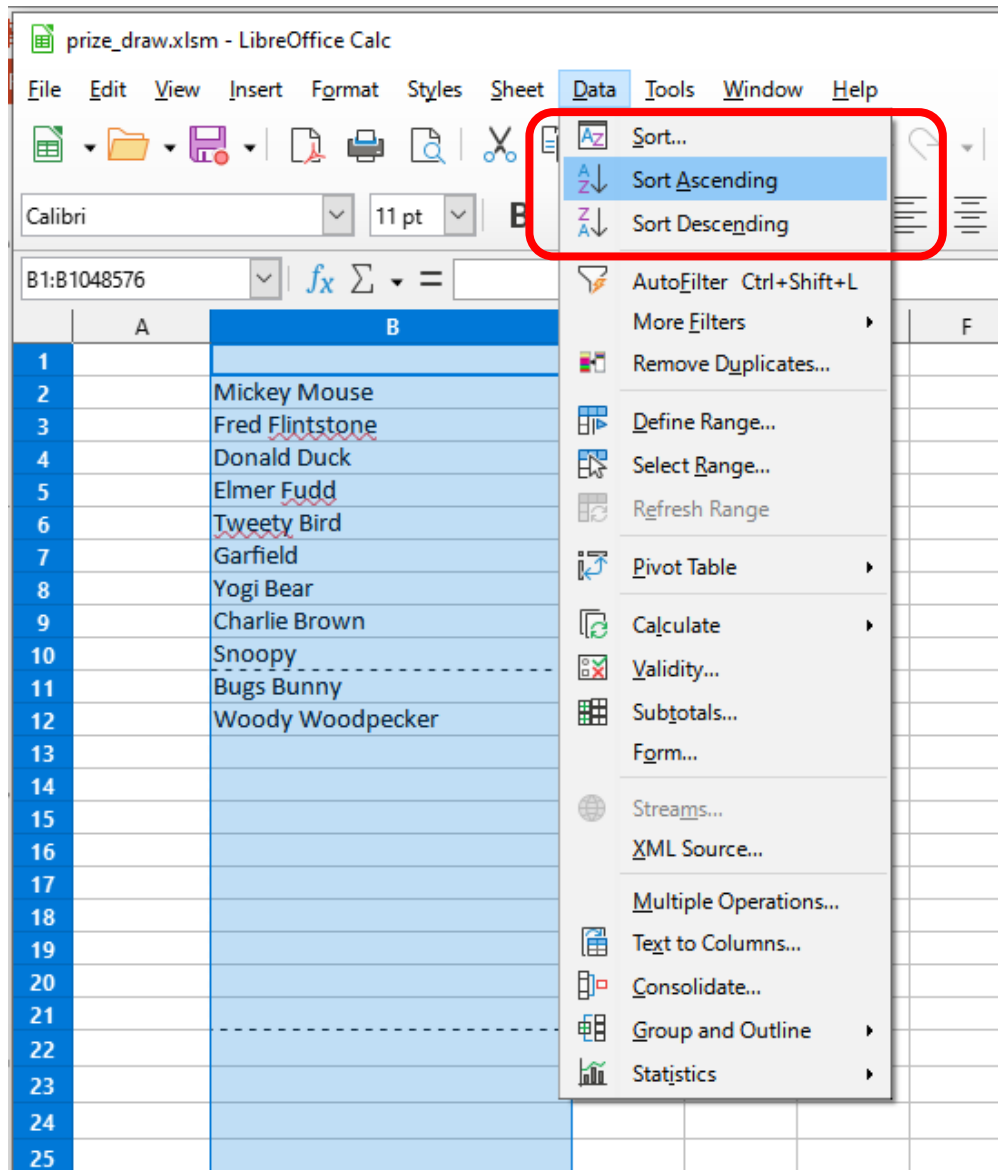 prize_draw.xlsm - LibreOffice Calc
File Edit View Insert Format Styles Sheet Data Tools Window Help
Calibri 11 pt B
B1:B1048576 fx Σ =
A B F
1
2 Mickey Mouse
3 Fred Flintstone
4 Donald Duck
5 Elmer Fudd
6 Tweety Bird
7 Garfield
8 Yogi Bear
9 Charlie Brown
10 Snoopy
11 Bugs Bunny
12 Woody Woodpecker
13
14
15
16
17
18
19
20
21
22
23
24
25
Sort...
Sort Ascending
Sort Descending
AutoFilter Ctrl+Shift+L
More Filters
Remove Duplicates...
Define Range...
Select Range...
Refresh Range
Pivot Table
Calculate
Validity...
Subtotals...
Form...
Streams...
XML Source...
Multiple Operations...
Text to Columns...
Consolidate...
Group and Outline
Statistics